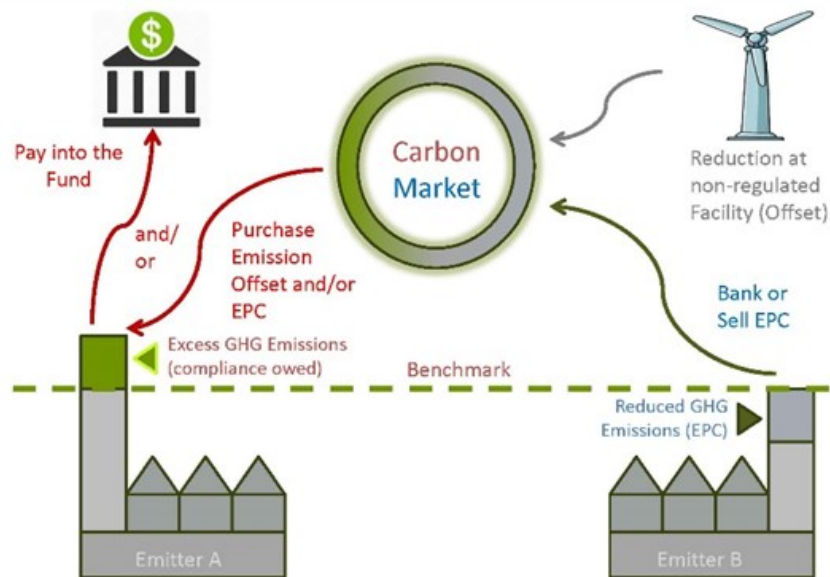 $
Pay into the
Fund
and/
or
Purchase
Emission
Offset and/or
EPC
Carbon
Market
Reduction at
non-regulated
Facility (Offset)
Bank or
Sell EPC
Excess GHG Emissions
(compliance owed)
Benchmark
Reduced GHG
Emissions (EPC)
Emitter A
Emitter B